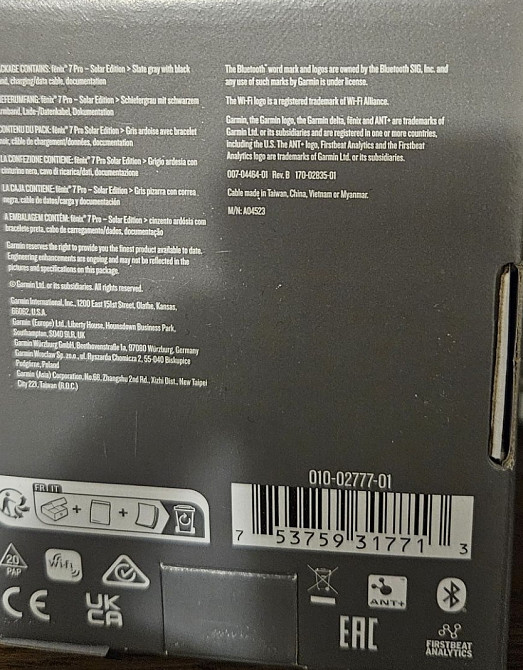 PACKAGE CONTAINS: fēnix® 7 Pro – Solar Edition > Slate gray with black
band, charging/data cable, documentation
LIEFERUMFANG: fēnix® 7 Pro – Solar Edition > Schiefergrau mit schwarzem
Armband, Lade-/Datenkabel, Dokumentation
CONTENU DU PACK: fēnix® 7 Pro – Solar Edition > Gris ardoise avec bracelet
noir, câble de chargement/données, documentation
LA CONFEZIONE CONTIENE: fēnix® 7 Pro Solar Edition > Grigio ardesia con
cinturino nero, cavo di ricarica/dati, documentazione
LA CAJA CONTIENE: fēnix® 7 Pro – Solar Edition > Gris pizarra con correa
negra, cable de datos/carga y documentación
A EMBALAGEM CONTÉM: fēnix® 7 Pro – Solar Edition > cinzento ardósia com
bracelete preta, cabo de carregamento/dados, documentação
Garmin reserves the right to provide you the finest product available to date.
Engineering enhancements are ongoing and may not be reflected in the
pictures and specifications on this package.
© Garmin Ltd. or its subsidiaries. All rights reserved.
Garmin International, Inc., 1200 East 151st Street, Olathe, Kansas,
66062, U.S.A.
Garmin (Europe) Ltd., Liberty House, Hounsdown Business Park,
Southampton, SO40 9LR, UK
Garmin Würzburg GmbH, Beethovenstraße 1a, 97080 Würzburg, Germany
Garmin Wroclaw Sp. z o.o., ul. Ryszarda Chomicza 2, 55-040 Biskupice
Podgórne, Poland
Garmin (Asia) Corporation, No.68, Zhangshu 2nd Rd., Xizhi Dist., New Taipei
City 221, Taiwan (R.O.C.)
The Bluetooth® word mark and logos are owned by the Bluetooth SIG, Inc. and
any use of such marks by Garmin is under license.
The Wi-Fi logo is a registered trademark of Wi-Fi Alliance.
Garmin, the Garmin logo, the Garmin delta, fēnix and ANT+ are trademarks of
Garmin Ltd. or its subsidiaries and are registered in one or more countries,
including the U.S. The ANT+ logo, Firstbeat Analytics and the Firstbeat
Analytics logo are trademarks of Garmin Ltd. or its subsidiaries.
007-04464-01 Rev. B 170-02835-01
Cable made in Taiwan, China, Vietnam or Myanmar.
M/N: A04523
FR IT
+ +
010-02777-01
7 53759 31771 3
20
PAP
Wi Fi
CE
UK
CA
ANT+
EAC
FIRSTBEAT
ANALYTICS